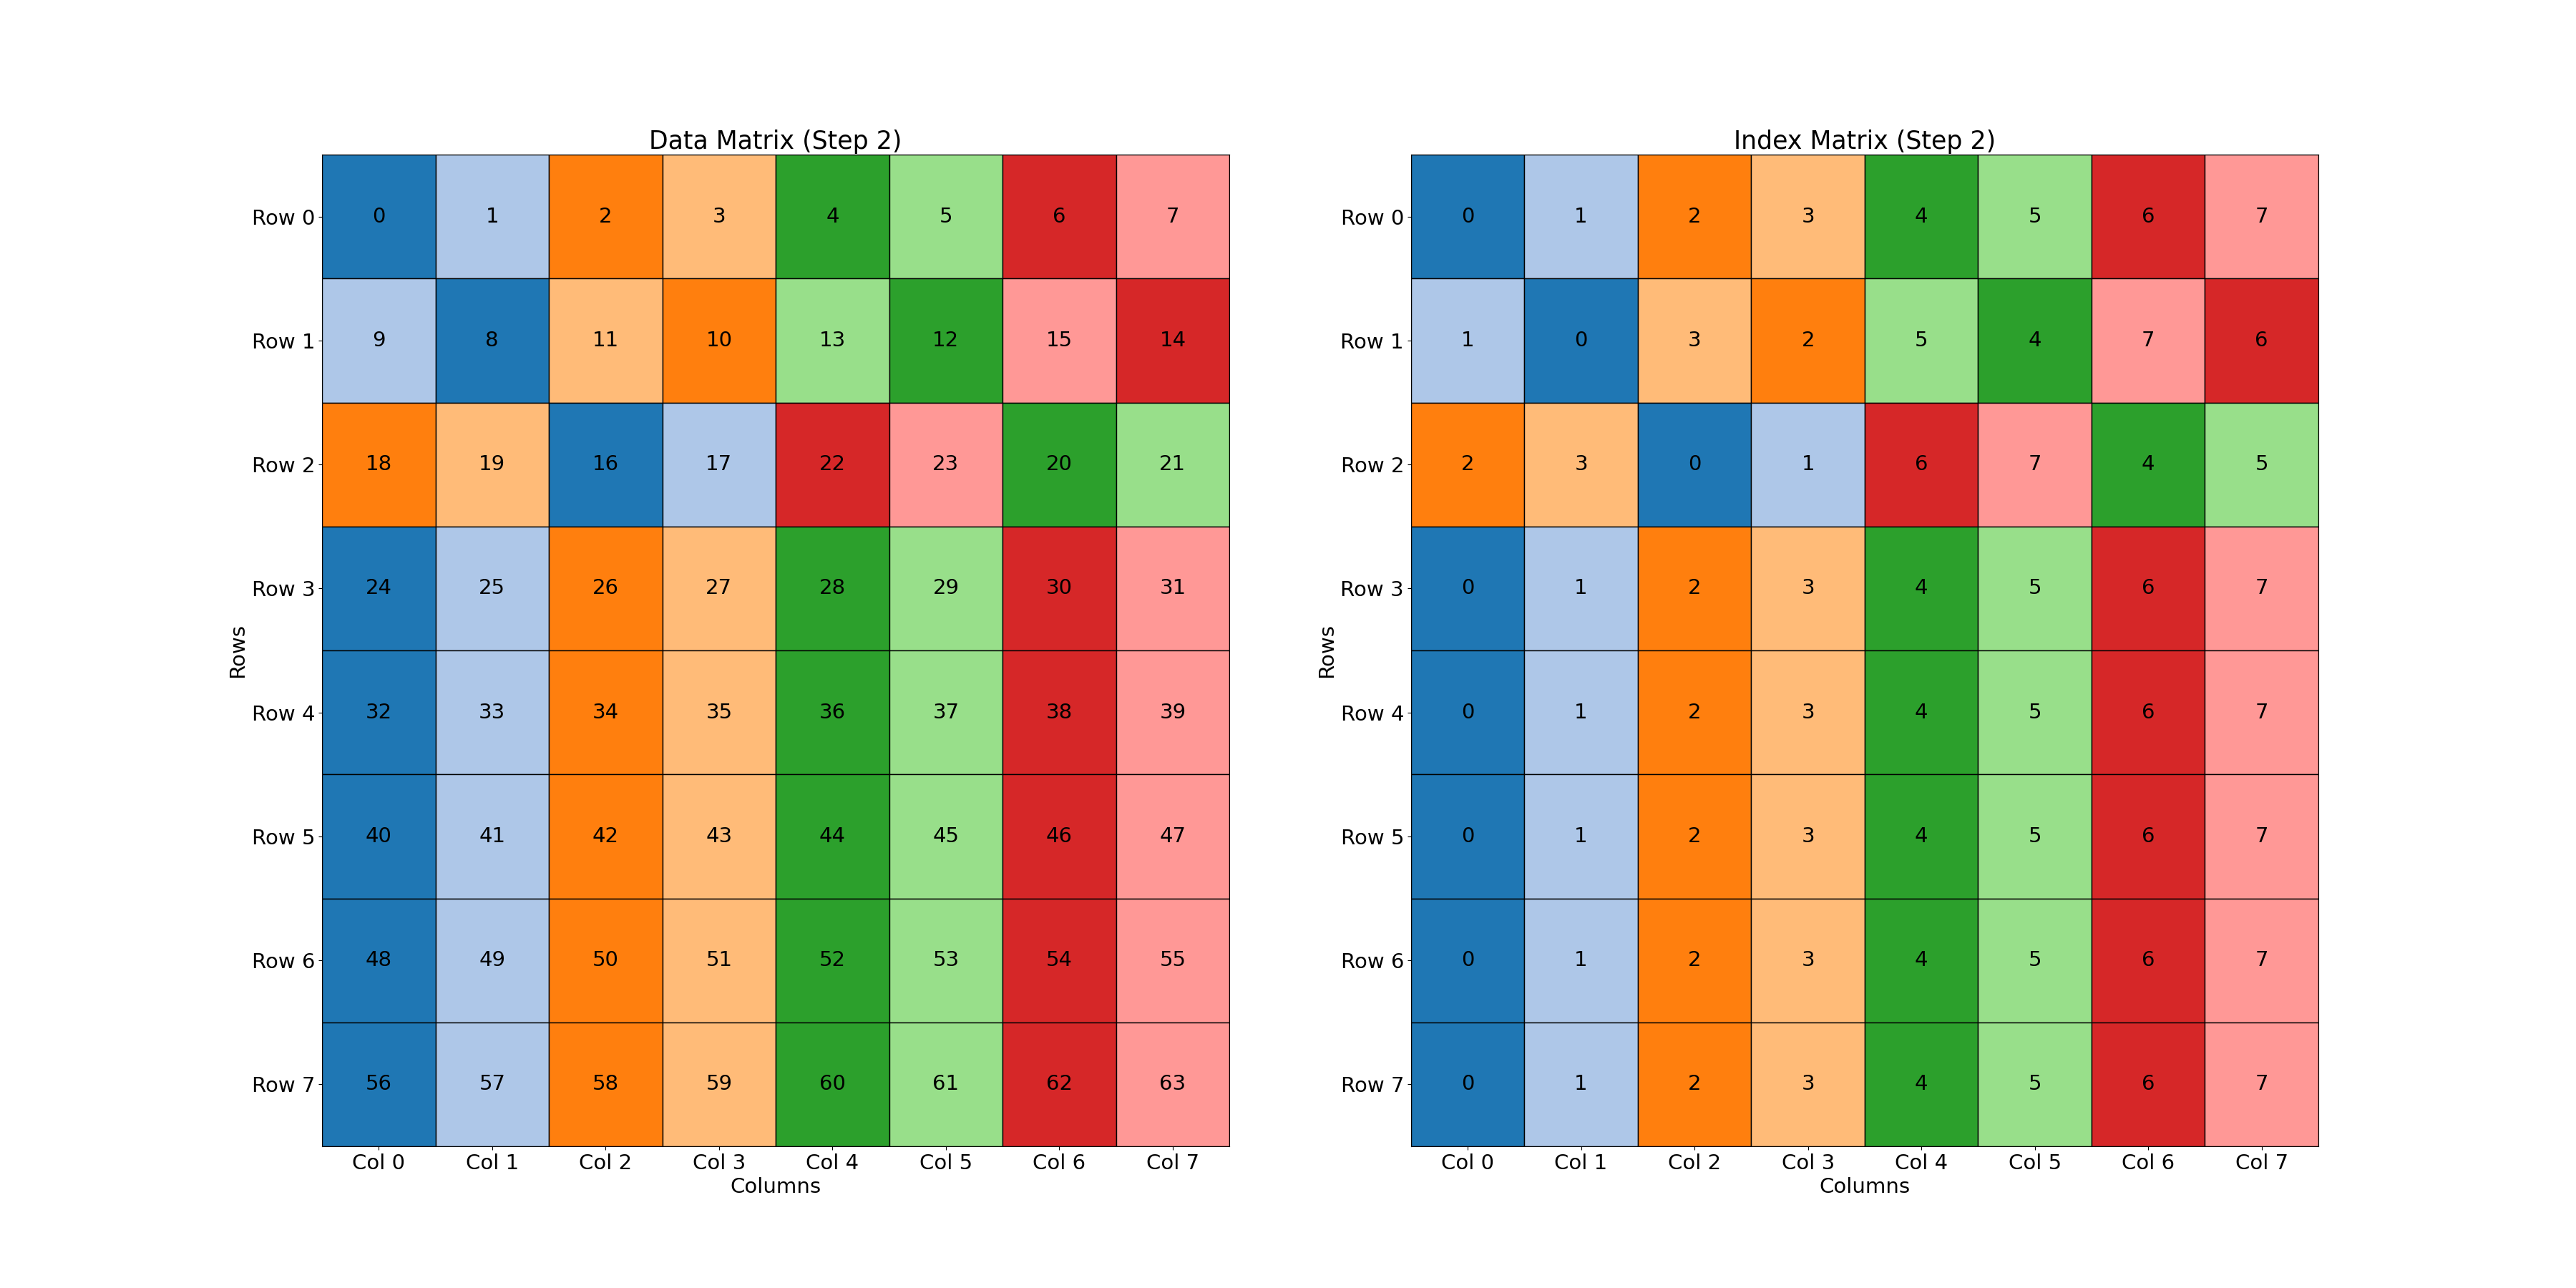 Data Matrix (Step 2)
Row 0 0 1 2 3 4 5 6 7
Row 1 9 8 11 10 13 12 15 14
Row 2 18 19 16 17 22 23 20 21
Row 3 24 25 26 27 28 29 30 31
Row 4 32 33 34 35 36 37 38 39
Row 5 40 41 42 43 44 45 46 47
Row 6 48 49 50 51 52 53 54 55
Row 7 56 57 58 59 60 61 62 63
Col 0 Col 1 Col 2 Col 3 Col 4 Col 5 Col 6 Col 7
Columns
Rows
Index Matrix (Step 2)
Row 0 0 1 2 3 4 5 6 7
Row 1 1 0 3 2 5 4 7 6
Row 2 2 3 0 1 6 7 4 5
Row 3 0 1 2 3 4 5 6 7
Row 4 0 1 2 3 4 5 6 7
Row 5 0 1 2 3 4 5 6 7
Row 6 0 1 2 3 4 5 6 7
Row 7 0 1 2 3 4 5 6 7
Col 0 Col 1 Col 2 Col 3 Col 4 Col 5 Col 6 Col 7
Columns
Rows